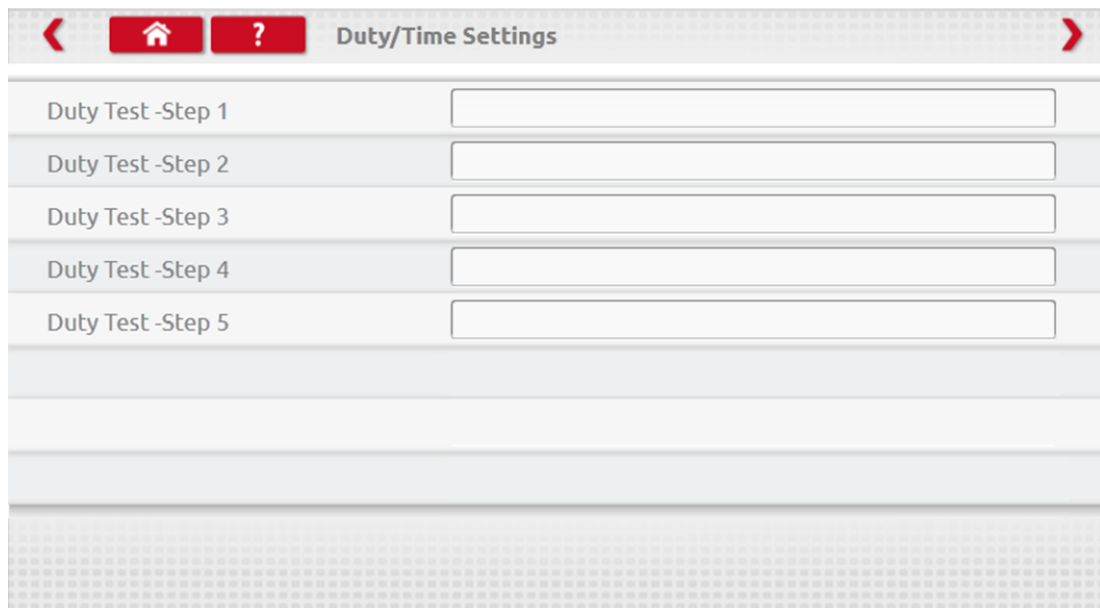 ? Duty/Time Settings
Duty Test -Step 1
Duty Test -Step 2
Duty Test -Step 3
Duty Test -Step 4
Duty Test -Step 5